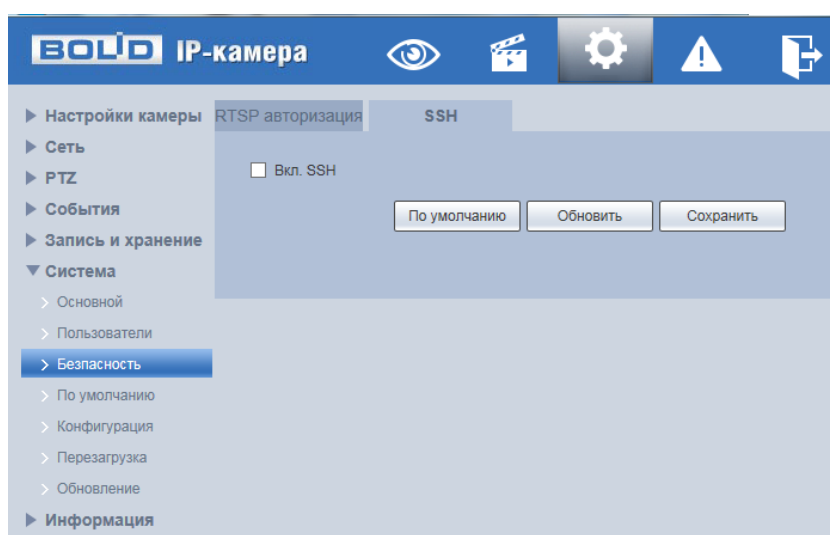 BOLID IP-камера
Настройки камеры
Сеть
PTZ
События
Запись и хранение
Система
Основной
Пользователи
Безпасность
По умолчанию
Конфигурация
Перезагрузка
Обновление
Информация
RTSP авторизация SSH
Вкл. SSH
По умолчанию Обновить Сохранить